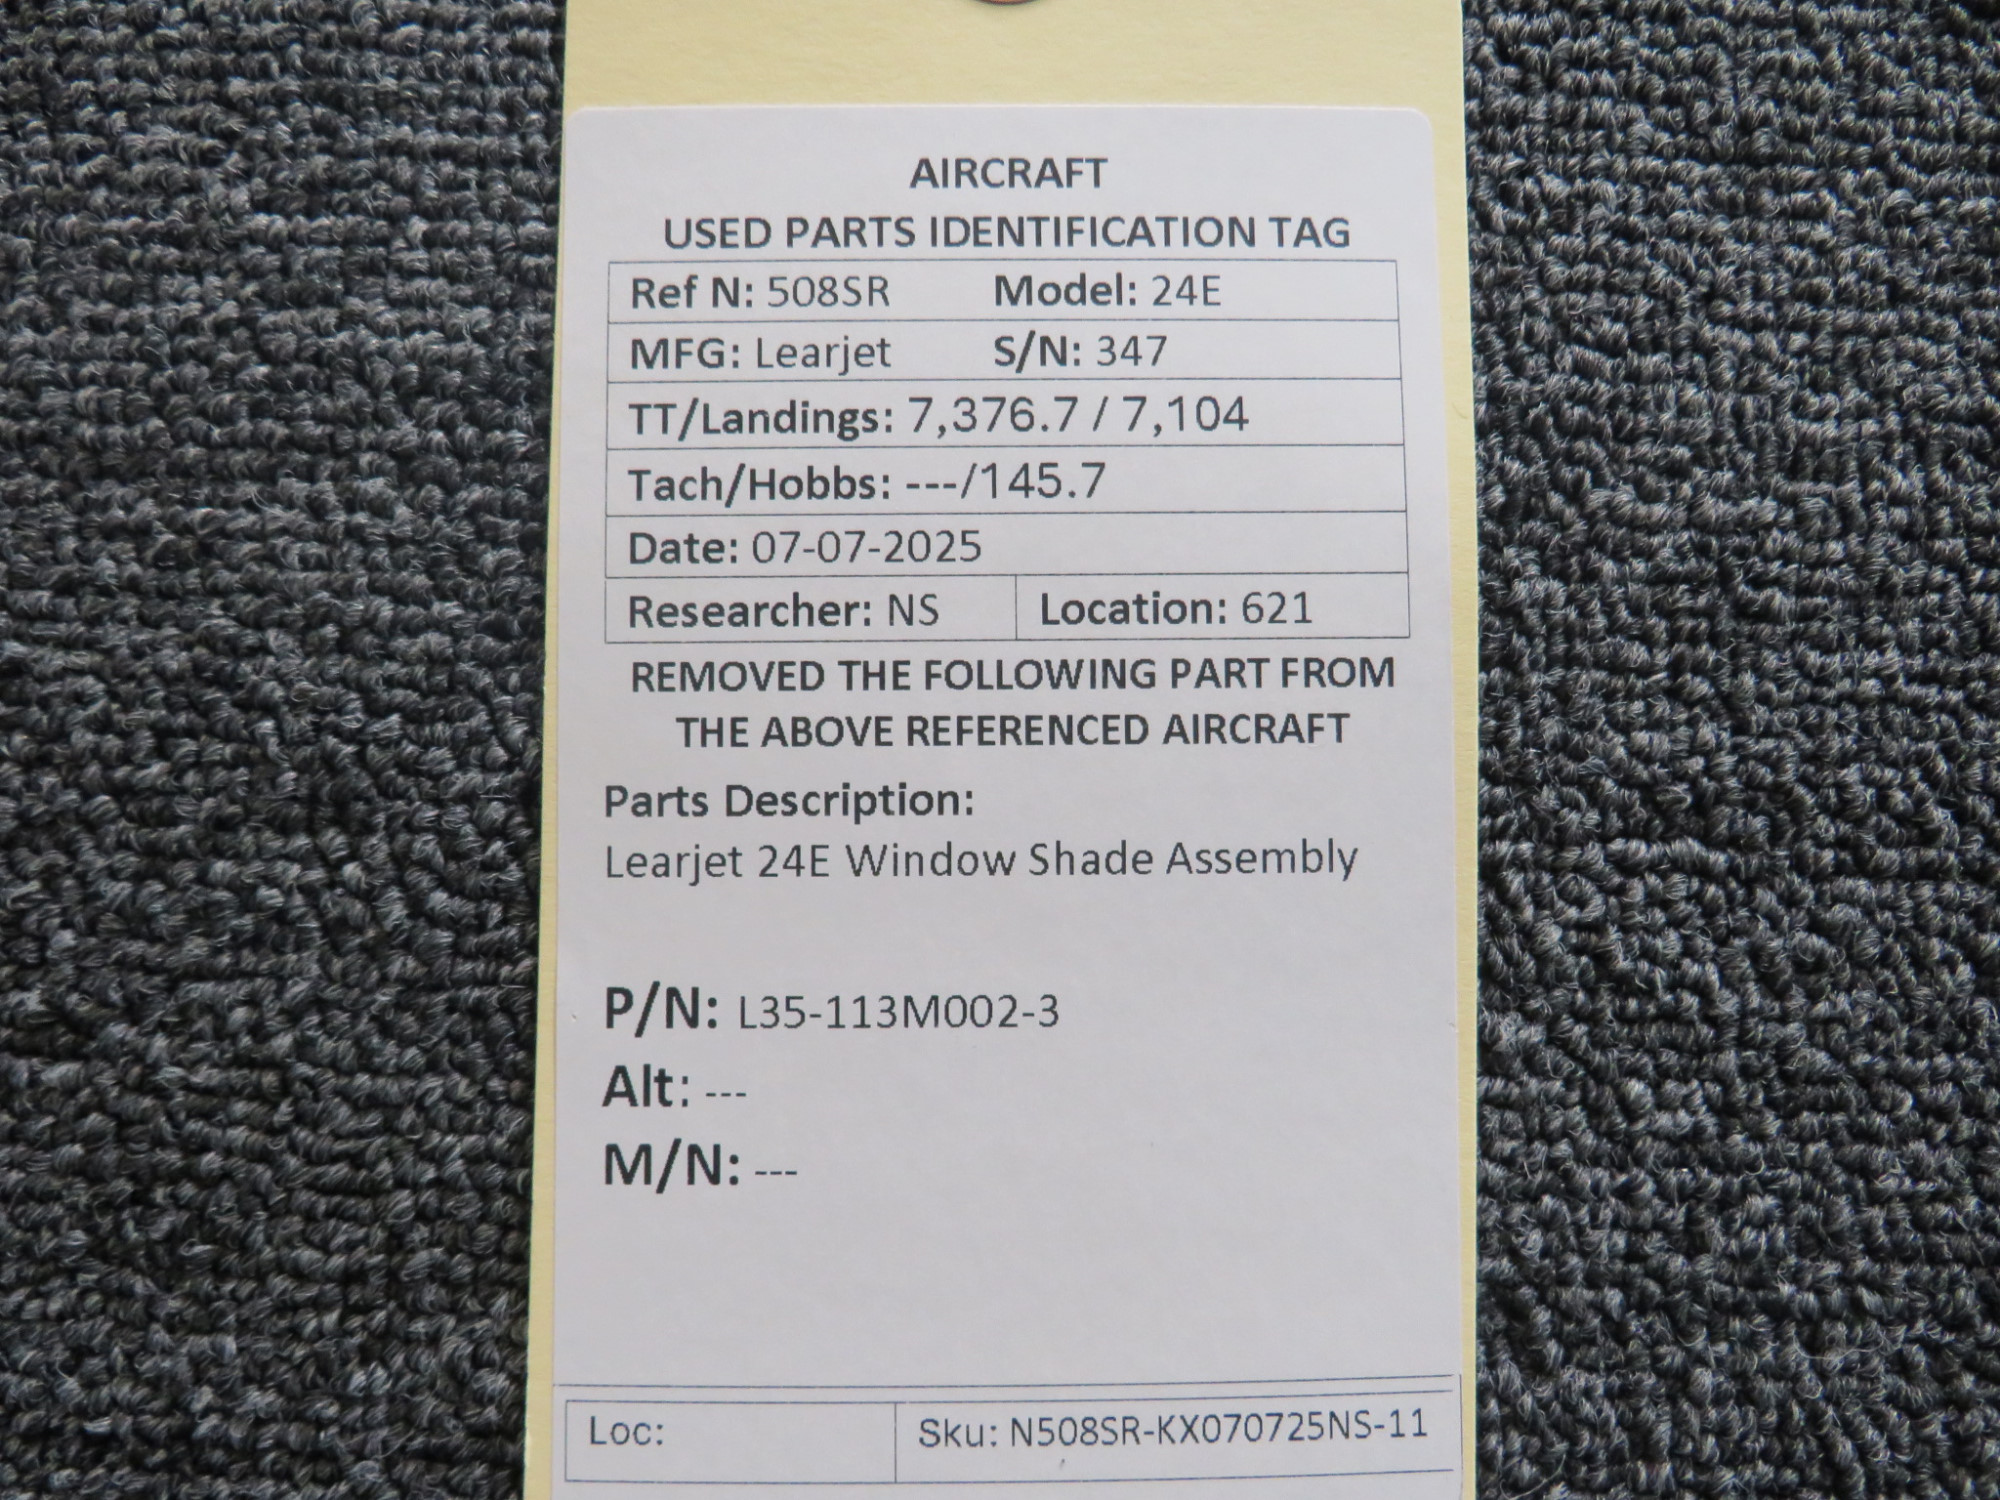 AIRCRAFT
USED PARTS IDENTIFICATION TAG
Ref N: 508SR Model: 24E
MFG: Learjet S/N: 347
TT/Landings: 7,376.7 / 7,104
Tach/Hobbs: ---/145.7
Date: 07-07-2025
Researcher: NS Location: 621
REMOVED THE FOLLOWING PART FROM
THE ABOVE REFERENCED AIRCRAFT
Parts Description:
Learjet 24E Window Shade Assembly
P/N: L35-113M002-3
Alt: ---
M/N: ---
Loc: Sku: N508SR-KX070725NS-11